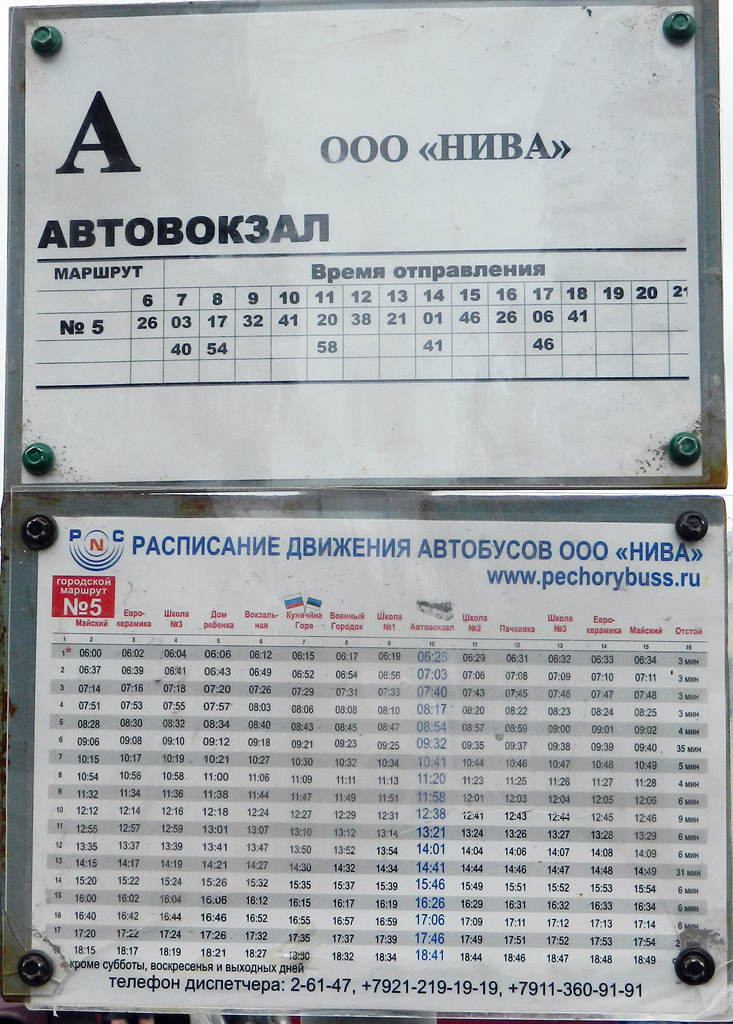 А
ООО «НИВА»
АВТОВОКЗАЛ
МАРШРУТ Время отправления
6 7 8 9 10 11 12 13 14 15 16 17 18 19 20 21
№ 5 26 03 17 32 41 20 38 21 01 46 26 06 41
40 54 58 41 46
PNC РАСПИСАНИЕ ДВИЖЕНИЯ АВТОБУСОВ ООО «НИВА»
www.pechorybuss.ru
городской
маршрут
№5
Майский Евро-керамика Школа №3 Дом ребенка Вокзаль-ная Куничина Гора Военный Городок Школа №1 Автовокзал Школа №2 Пачковка Школа №3 Евро-керамика Майский Отстой
1 2 3 4 5 6 7 8 9 10 11 12 13 14 15 16
1* 06:00 06:02 06:04 06:06 06:12 06:15 06:17 06:19 06:26 06:29 06:31 06:32 06:33 06:34 3 мин
2 06:37 06:39 06:41 06:43 06:49 06:52 06:54 06:56 07:03 07:06 07:08 07:09 07:10 07:11 3 мин
3 07:14 07:16 07:18 07:20 07:26 07:29 07:31 07:33 07:40 07:43 07:45 07:46 07:47 07:48 3 мин
4 07:51 07:53 07:55 07:57 08:03 08:06 08:08 08:10 08:17 08:20 08:22 08:23 08:24 08:25 3 мин
5 08:28 08:30 08:32 08:34 08:40 08:43 08:45 08:47 08:54 08:57 08:59 09:00 09:01 09:02 4 мин
6 09:06 09:08 09:10 09:12 09:18 09:21 09:23 09:25 09:32 09:35 09:37 09:38 09:39 09:40 35 мин
7 10:15 10:17 10:19 10:21 10:27 10:30 10:32 10:34 10:41 10:44 10:46 10:47 10:48 10:49 5 мин
8 10:54 10:56 10:58 11:00 11:06 11:09 11:11 11:13 11:20 11:23 11:25 11:26 11:27 11:28 4 мин
9 11:32 11:34 11:36 11:38 11:44 11:47 11:49 11:51 11:58 12:01 12:03 12:04 12:05 12:06 6 мин
10 12:12 12:14 12:16 12:18 12:24 12:27 12:29 12:31 12:38 12:41 12:43 12:44 12:45 12:46 9 мин
11 12:55 12:57 12:59 13:01 13:07 13:10 13:12 13:14 13:21 13:24 13:26 13:27 13:28 13:29 6 мин
12 13:35 13:37 13:39 13:41 13:47 13:50 13:52 13:54 14:01 14:04 14:06 14:07 14:08 14:09 6 мин
13 14:15 14:17 14:19 14:21 14:27 14:30 14:32 14:34 14:41 14:44 14:46 14:47 14:48 14:49 31 мин
14 15:20 15:22 15:24 15:26 15:32 15:35 15:37 15:39 15:46 15:49 15:51 15:52 15:53 15:54 6 мин
15 16:00 16:02 16:04 16:06 16:12 16:15 16:17 16:19 16:26 16:29 16:31 16:32 16:33 16:34 6 мин
16 16:40 16:42 16:44 16:46 16:52 16:55 16:57 16:59 17:06 17:09 17:11 17:12 17:13 17:14 6 мин
17 17:20 17:22 17:24 17:26 17:32 17:35 17:37 17:39 17:46 17:49 17:51 17:52 17:53 17:54
18:15 18:17 18:19 18:21 18:27 18:30 18:32 18:34 18:41 18:44 18:46 18:47 18:48 18:49
* кроме субботы, воскресенья и выходных дней
телефон диспетчера: 2-61-47, +7921-219-19-19, +7911-360-91-91